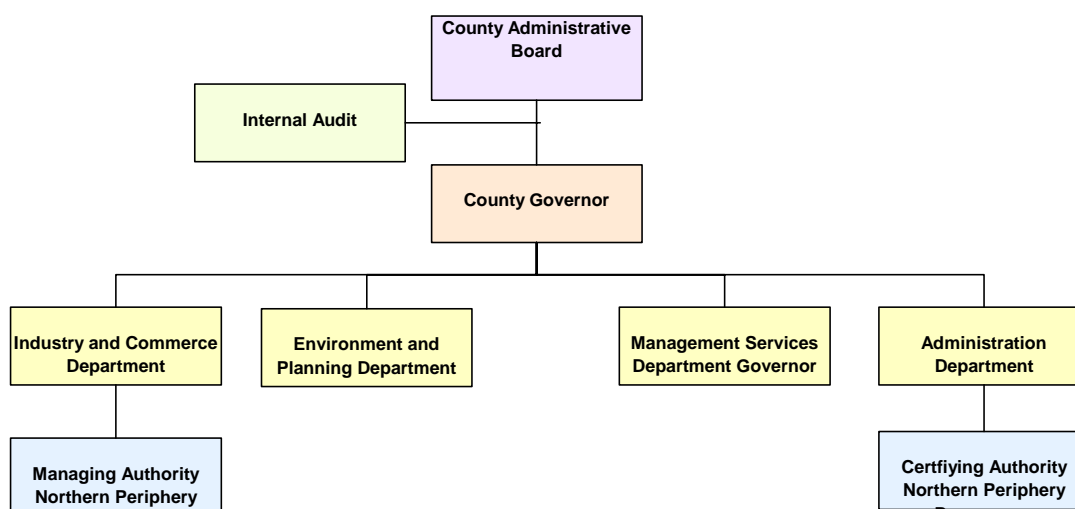 County Administrative
Board
Internal Audit
County Governor
Industry and Commerce
Department
Environment and
Planning Department
Management Services
Department Governor
Administration
Department
Managing Authority
Northern Periphery
Certfiying Authority
Northern Periphery